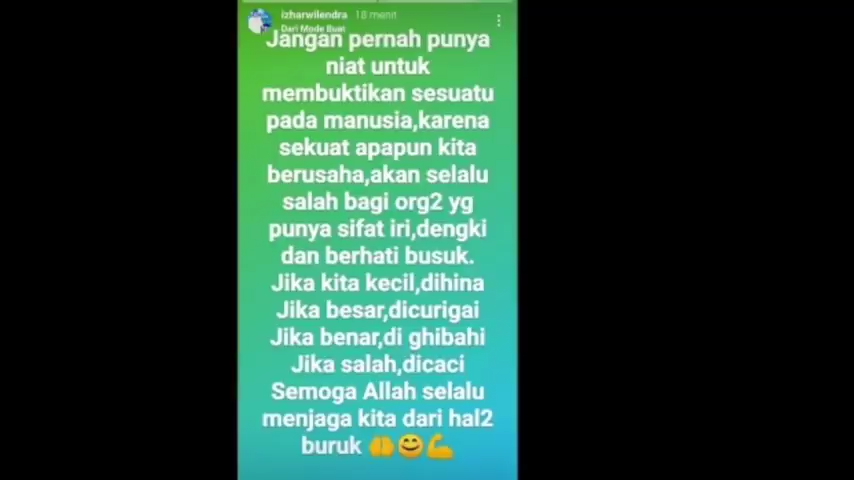 izharwilendra 18 menit
Dari Mode Buat
Jangan pernah punya
niat untuk
membuktikan sesuatu
pada manusia,karena
sekuat apapun kita
berusaha,akan selalu
salah bagi org2 yg
punya sifat iri,dengki
dan berhati busuk.
Jika kita kecil,dihina
Jika besar,dicurigai
Jika benar,di ghibahi
Jika salah,dicaci
Semoga Allah selalu
menjaga kita dari hal2
buruk 🤲😊💪